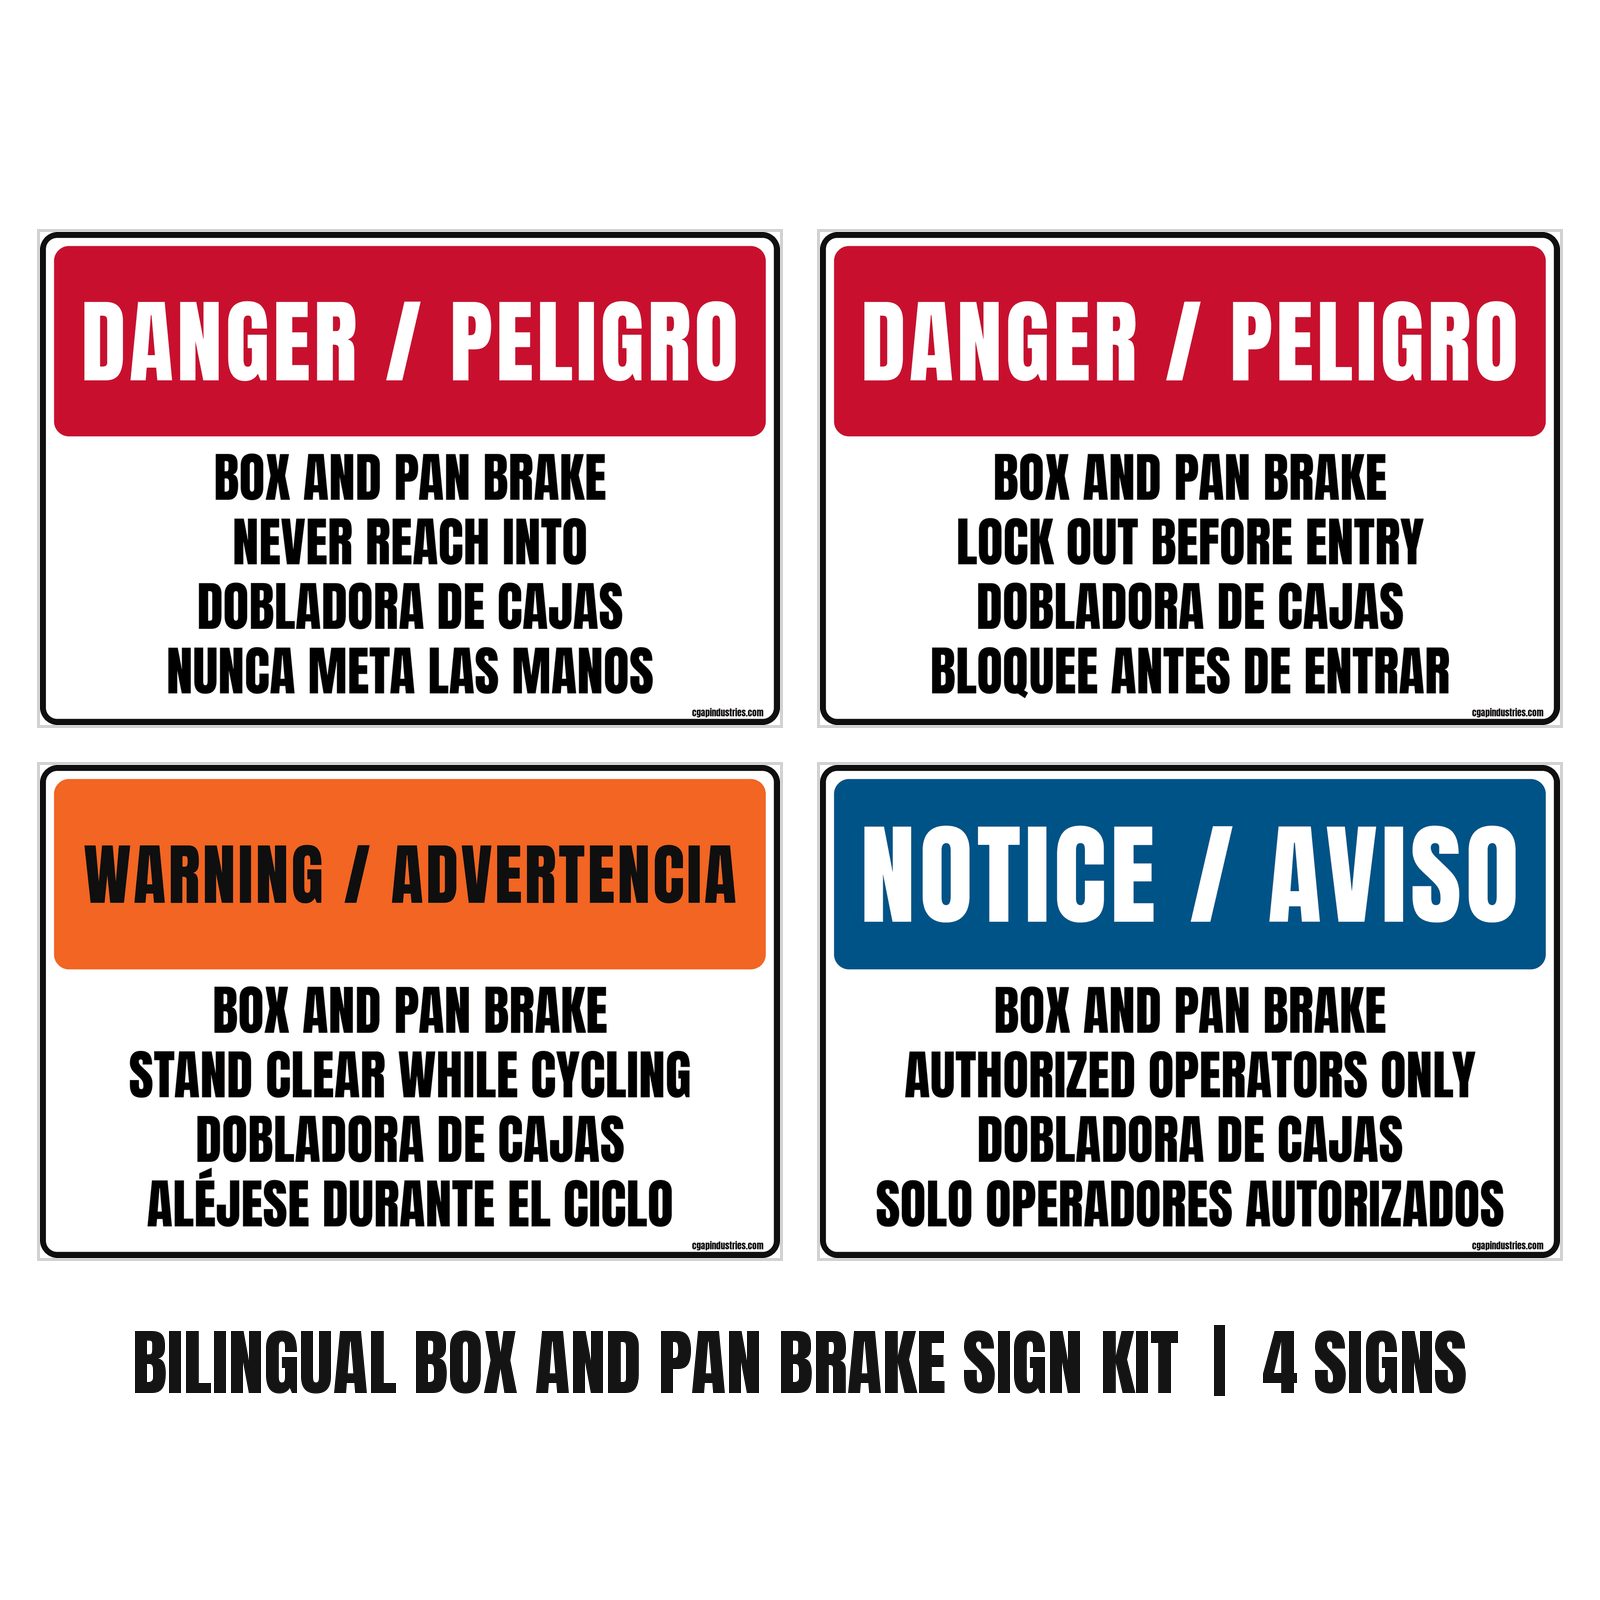 DANGER / PELIGRO
BOX AND PAN BRAKE
NEVER REACH INTO
DOBLADORA DE CAJAS
NUNCA META LAS MANOS
cgapindustries.com
DANGER / PELIGRO
BOX AND PAN BRAKE
LOCK OUT BEFORE ENTRY
DOBLADORA DE CAJAS
BLOQUEE ANTES DE ENTRAR
cgapindustries.com
WARNING / ADVERTENCIA
BOX AND PAN BRAKE
STAND CLEAR WHILE CYCLING
DOBLADORA DE CAJAS
ALÉJESE DURANTE EL CICLO
cgapindustries.com
NOTICE / AVISO
BOX AND PAN BRAKE
AUTHORIZED OPERATORS ONLY
DOBLADORA DE CAJAS
SOLO OPERADORES AUTORIZADOS
cgapindustries.com
BILINGUAL BOX AND PAN BRAKE SIGN KIT | 4 SIGNS